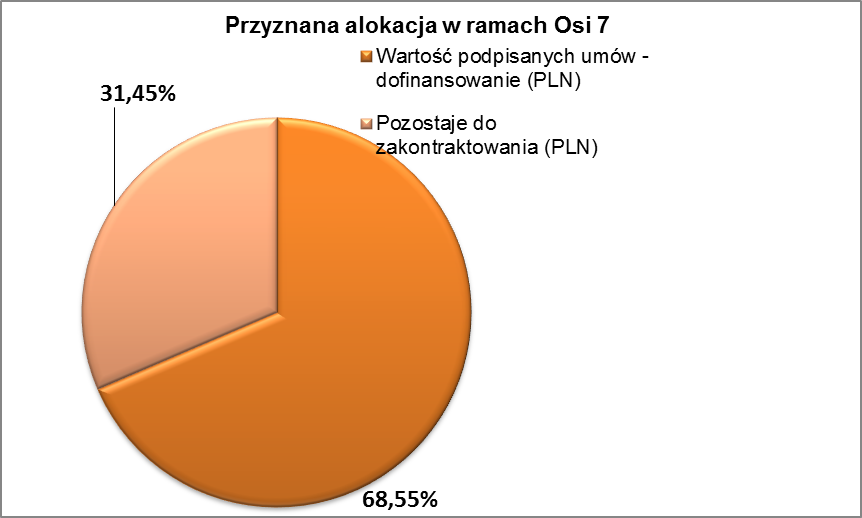 Przyznana alokacja w ramach Osi 7
Wartość podpisanych umów -
dofinansowanie (PLN)
31,45%
Pozostaje do
zakontraktowania (PLN)
68,55%